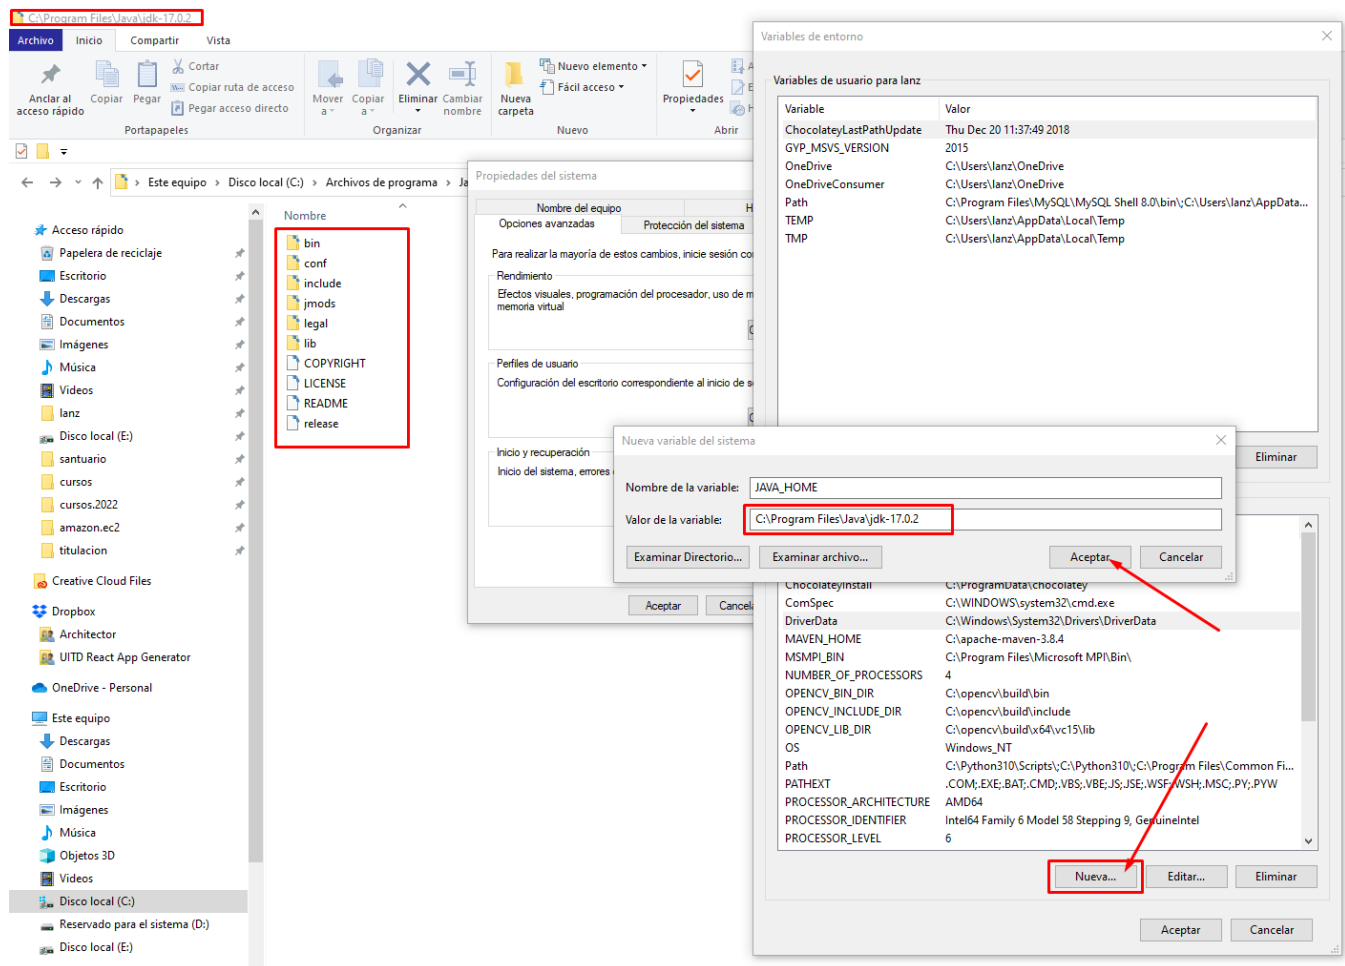 C:\Program Files\Java\jdk-17.0.2
Archivo
Inicio
Compartir
Vista
Anclar al
acceso rápido
Copiar
Pegar
Cortar
Copiar ruta de acceso
Pegar acceso directo
Portapapeles
Mover
a
Copiar
a
Eliminar
Cambiar
nombre
Organizar
Nueva
carpeta
Nuevo elemento
Fácil acceso
Nuevo
Propiedades
Abrir
Este equipo
Disco local (C:)
Archivos de programa
Acceso rápido
Papelera de reciclaje
Escritorio
Descargas
Documentos
Imágenes
Música
Videos
lanz
Disco local (E:)
santuario
cursos
cursos.2022
amazon.ec2
titulacion
Creative Cloud Files
Dropbox
Architector
UITD React App Generator
OneDrive - Personal
Este equipo
Descargas
Documentos
Escritorio
Imágenes
Música
Objetos 3D
Videos
Disco local (C:)
Reservado para el sistema (D:)
Disco local (E:)
Nombre
bin
conf
include
jmods
legal
lib
COPYRIGHT
LICENSE
README
release
Propiedades del sistema
Nombre del equipo
Opciones avanzadas
Protección del sistema
Para realizar la mayoría de estos cambios, inicie sesión
Rendimiento
Efectos visuales, programación del procesador, uso de
memoria virtual
Perfiles de usuario
Configuración del escritorio correspondiente al inicio de
Inicio y recuperación
Inicio del sistema, errores
Aceptar
Variables de entorno
Variables de usuario para lanz
Variable Valor
ChocolateyLastPathUpdate Thu Dec 20 11:37:49 2018
GYP_MSVS_VERSION 2015
OneDrive C:\Users\lanz\OneDrive
OneDriveConsumer C:\Users\lanz\OneDrive
Path C:\Program Files\MySQL\MySQL Shell 8.0\bin\;C:\Users\lanz\AppData...
TEMP C:\Users\lanz\AppData\Local\Temp
TMP C:\Users\lanz\AppData\Local\Temp
Eliminar
Nueva variable del sistema
Nombre de la variable: JAVA_HOME
Valor de la variable: C:\Program Files\Java\jdk-17.0.2
Examinar Directorio...
Examinar archivo...
Aceptar
Cancelar
ChocolateyInstall C:\ProgramData\chocolatey
ComSpec C:\WINDOWS\system32\cmd.exe
DriverData C:\Windows\System32\Drivers\DriverData
MAVEN_HOME C:\apache-maven-3.8.4
MSMPI_BIN C:\Program Files\Microsoft MPI\Bin\
NUMBER_OF_PROCESSORS 4
OPENCV_BIN_DIR C:\opencv\build\bin
OPENCV_INCLUDE_DIR C:\opencv\build\include
OPENCV_LIB_DIR C:\opencv\build\x64\vc15\lib
OS Windows_NT
Path C:\Python310\Scripts\;C:\Python310\;C:\Program Files\Common Fi...
PATHEXT .COM;.EXE;.BAT;.CMD;.VBS;.VBE;.JS;.JSE;.WSF;.WSH;.MSC;.PY;.PYW
PROCESSOR_ARCHITECTURE AMD64
PROCESSOR_IDENTIFIER Intel64 Family 6 Model 58 Stepping 9, GenuineIntel
PROCESSOR_LEVEL 6
Nueva...
Editar...
Eliminar
Aceptar
Cancelar